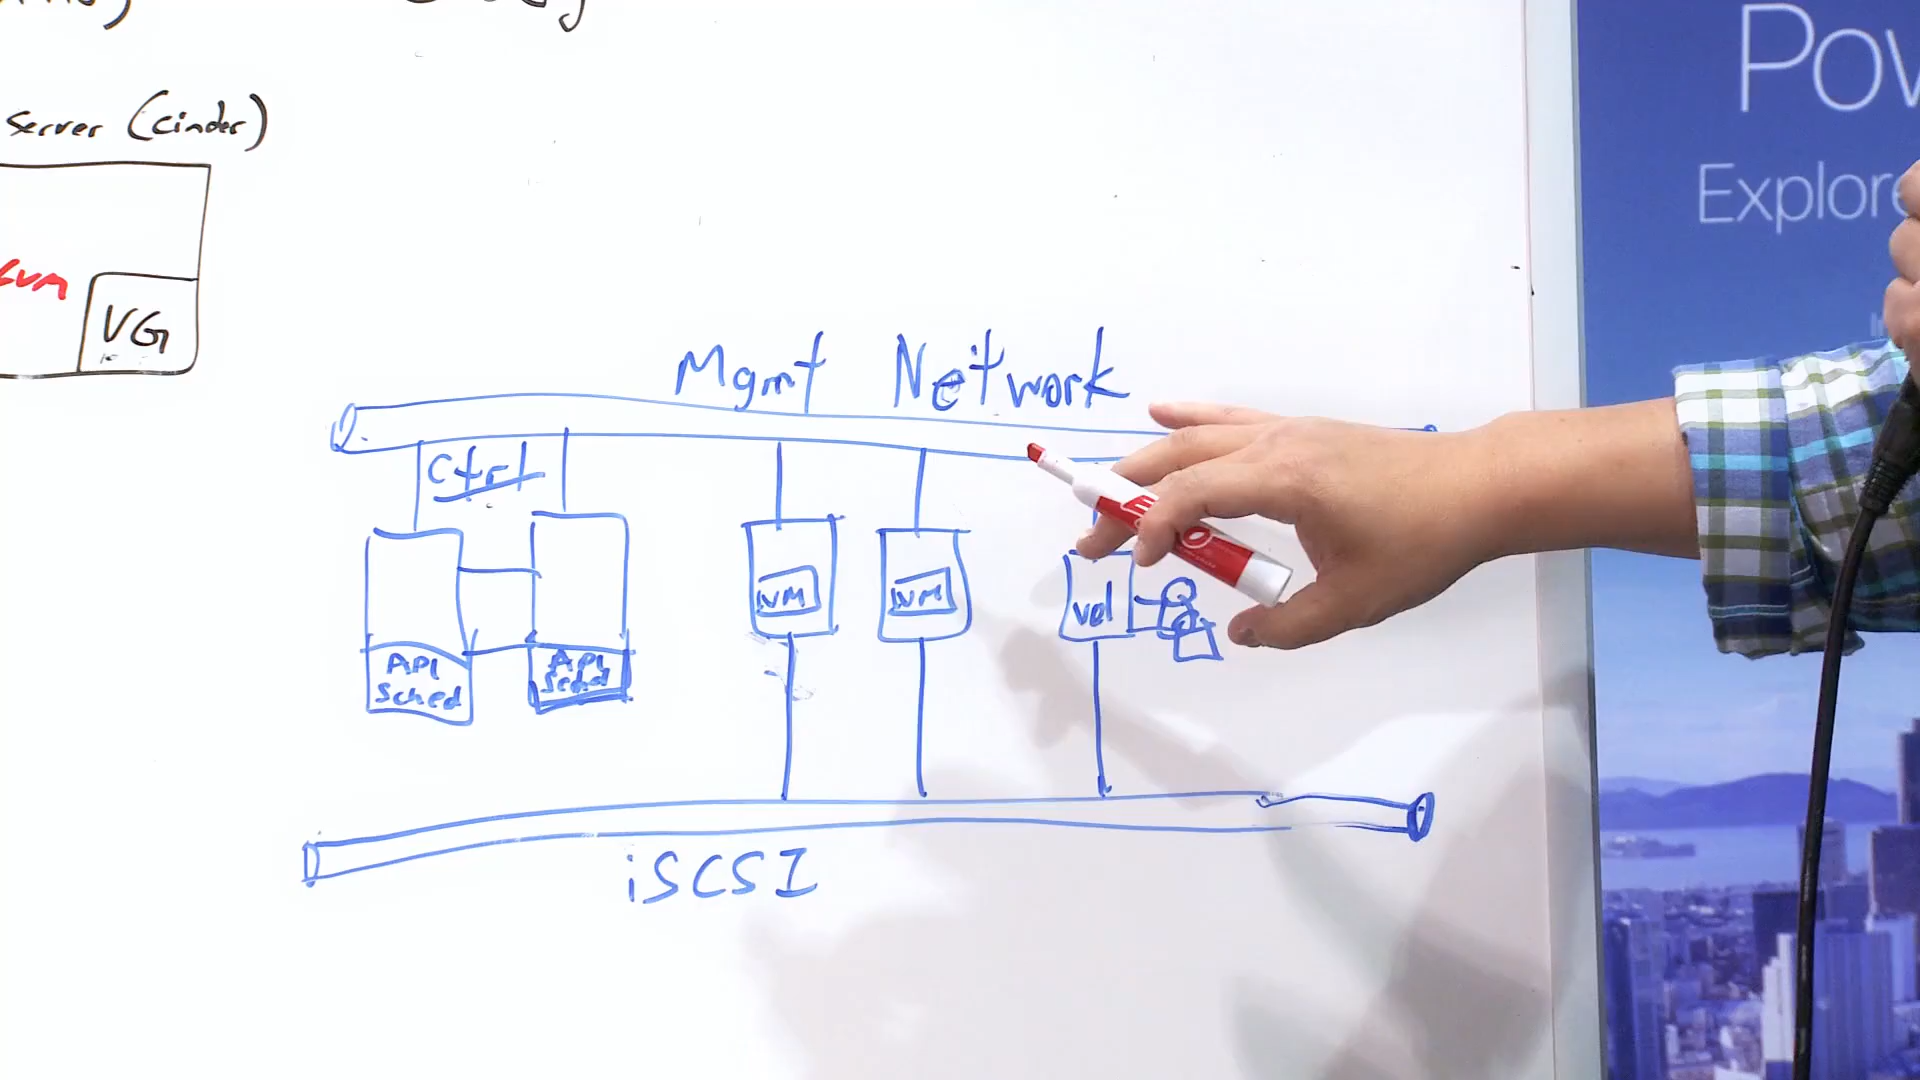 Server (cinder)
LVM
VG
Mgmt Network
Ctrl
API
Sched
API
Sched
VM
VM
vol
iSCSI
Pow
Explore